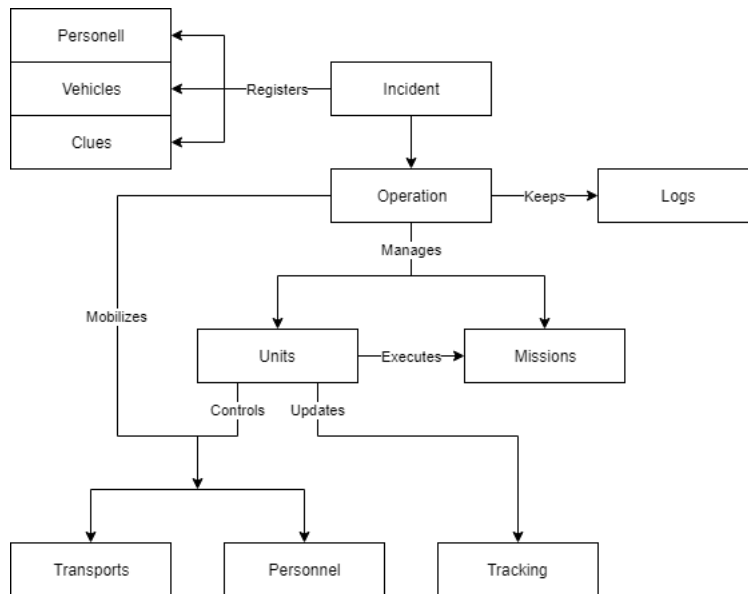 Personell
Vehicles
Registers
Incident
Clues
Operation
Keeps
Logs
Manages
Mobilizes
Units
Executes
Missions
Controls
Updates
Transports
Personnel
Tracking